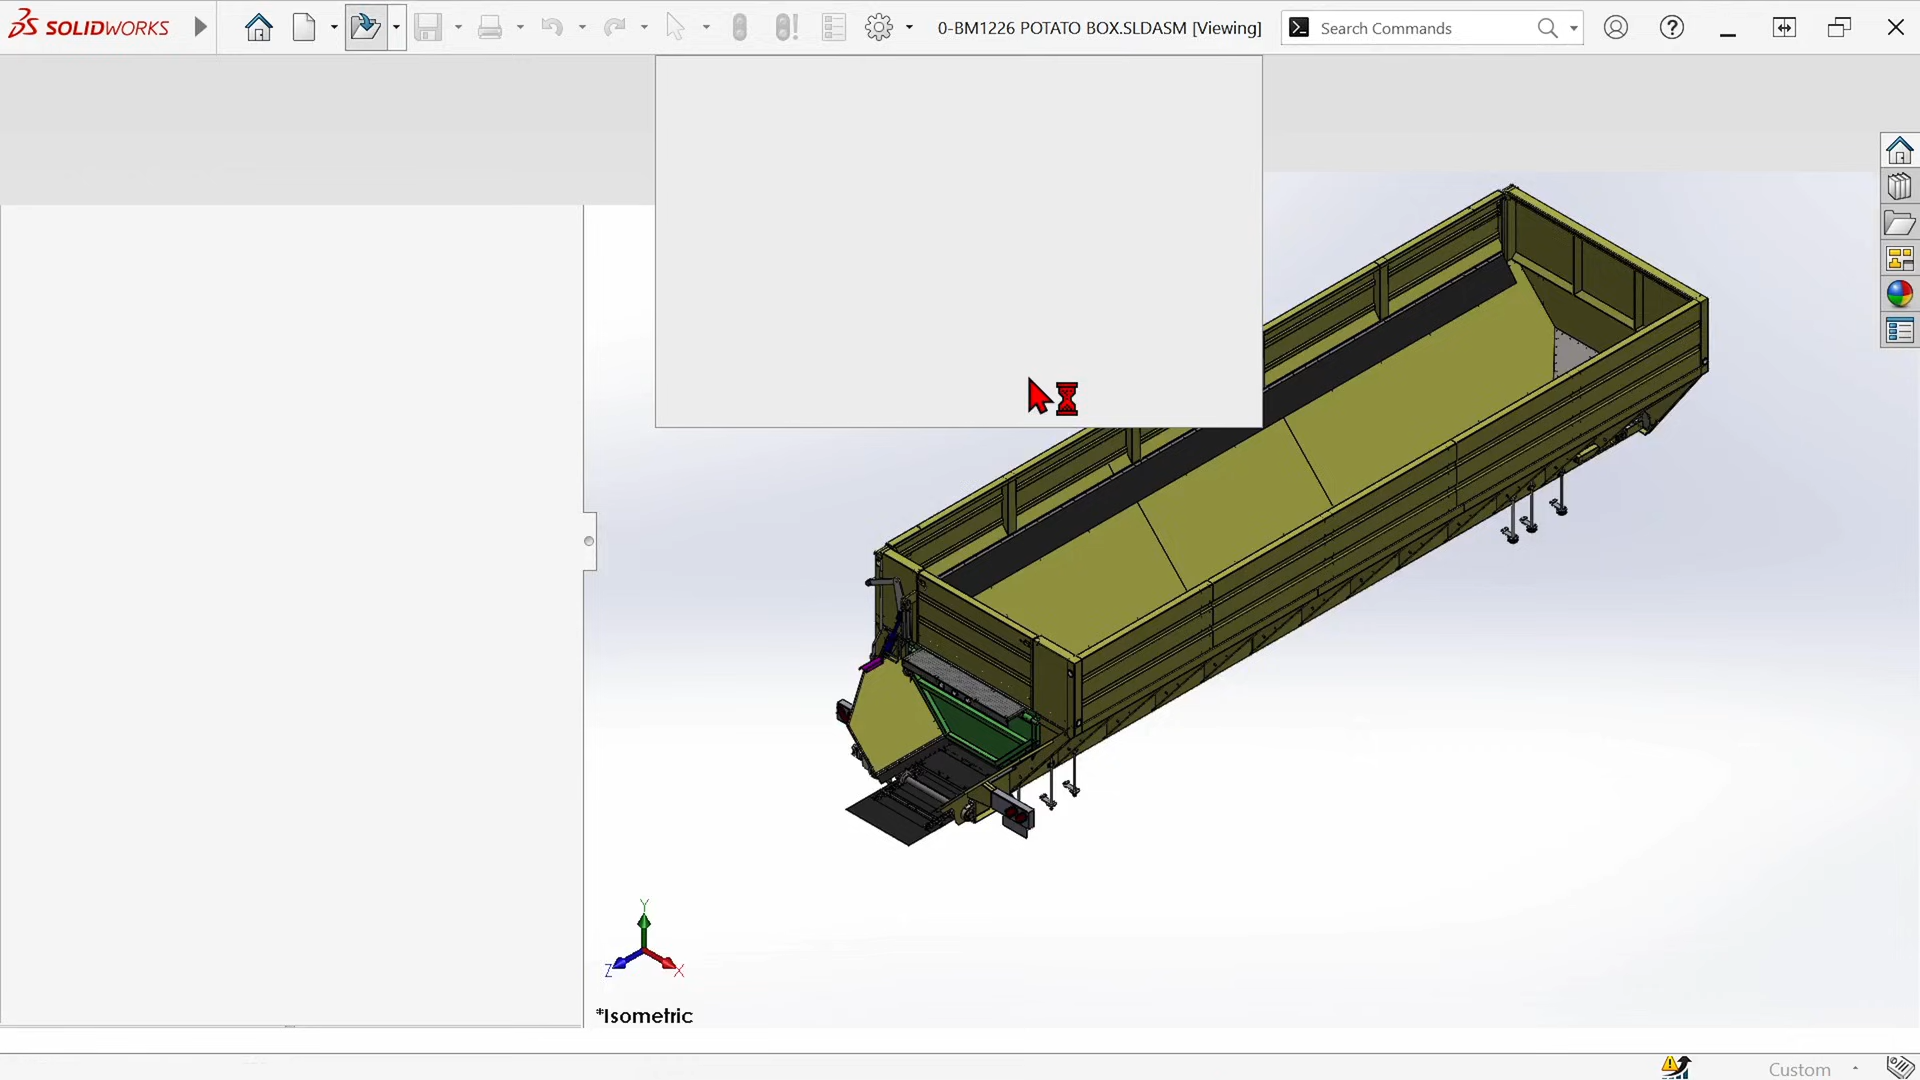 SOLIDWORKS
0-BM1226 POTATO BOX.SLDASM [Viewing]
Search Commands
Y
Z
X
*Isometric
Custom